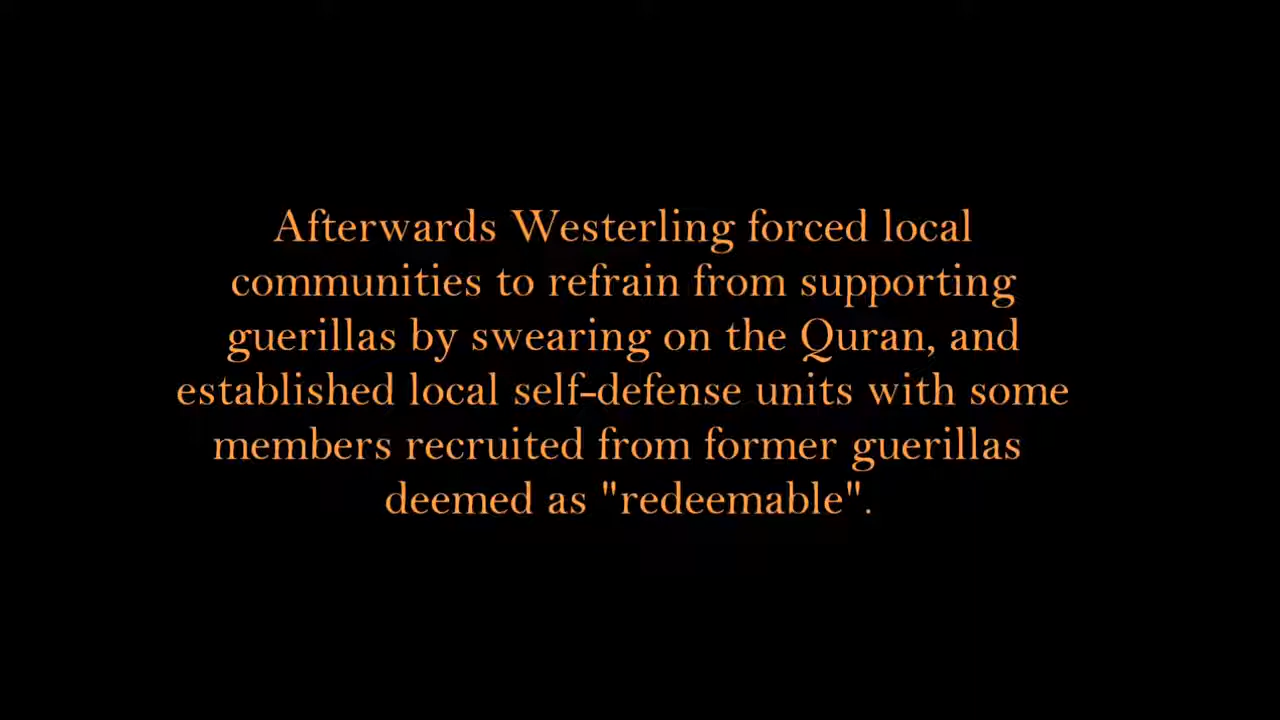 Afterwards Westerling forced local
communities to refrain from supporting
guerillas by swearing on the Quran, and
established local self-defense units with some
members recruited from former guerillas
deemed as "redeemable".